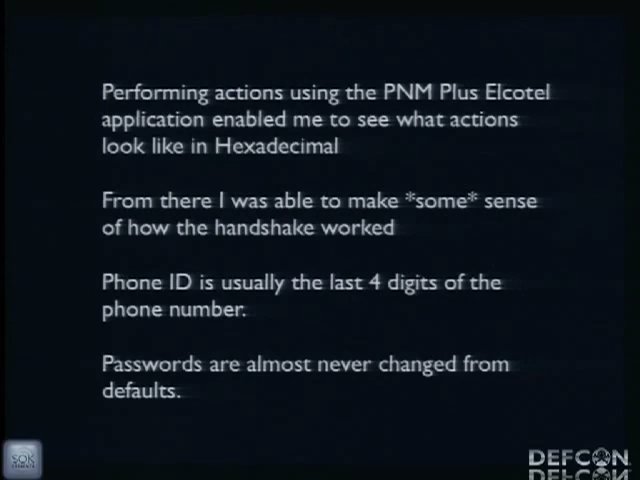 Performing actions using the PNM Plus Elcotel
application enabled me to see what actions
look like in Hexadecimal
From there I was able to make *some* sense
of how the handshake worked
Phone ID is usually the last 4 digits of the
phone number.
Passwords are almost never changed from
defaults.
SOK
DEFCON